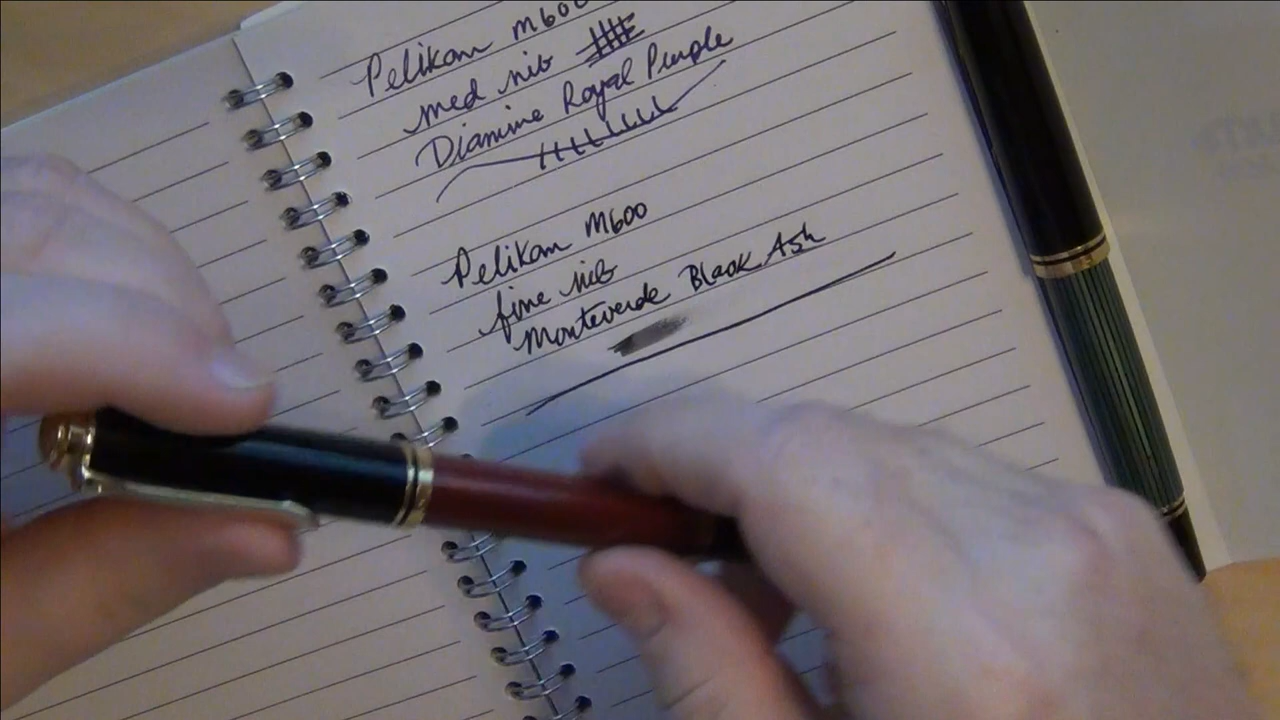 Pelikan M600
med nib
Diamine Royal Purple
Pelikan M600
fine nib
Monteverde Black Ash